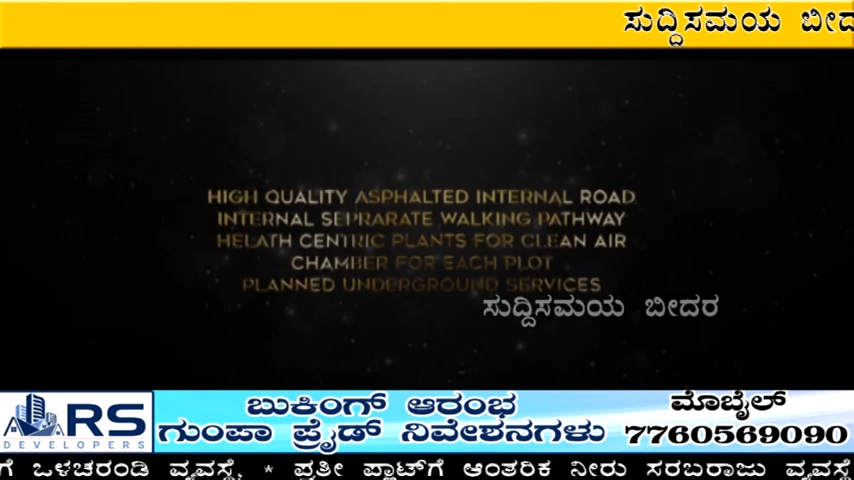 ಸುದ್ದಿಸಮಯ ಬೀದ
HIGH QUALITY ASPHALTED INTERNAL ROAD
INTERNAL SEPRARATE WALKING PATHWAY
HELATH CENTRIC PLANTS FOR CLEAN AIR
CHAMBER FOR EACH PLOT
PLANNED UNDERGROUND SERVICES
ಸುದ್ದಿಸಮಯ ಬೀದರ
RS
DEVELOPERS
ಬುಕಿಂಗ್ ಆರಂಭ
ಗುಂಪಾ ಪ್ರೈಡ್ ನಿವೇಶನಗಳು
ಮೊಬೈಲ್
7760569090
ಗೆ ಒಳಚರಂಡಿ ವ್ಯವಸ್ಥೆ, * ಪ್ರತೀ ಪ್ಲಾಟ್‌ಗೆ ಆಂತರಿಕ ನೀರು ಸರಬರಾಜು ವ್ಯವಸ್ಥೆ